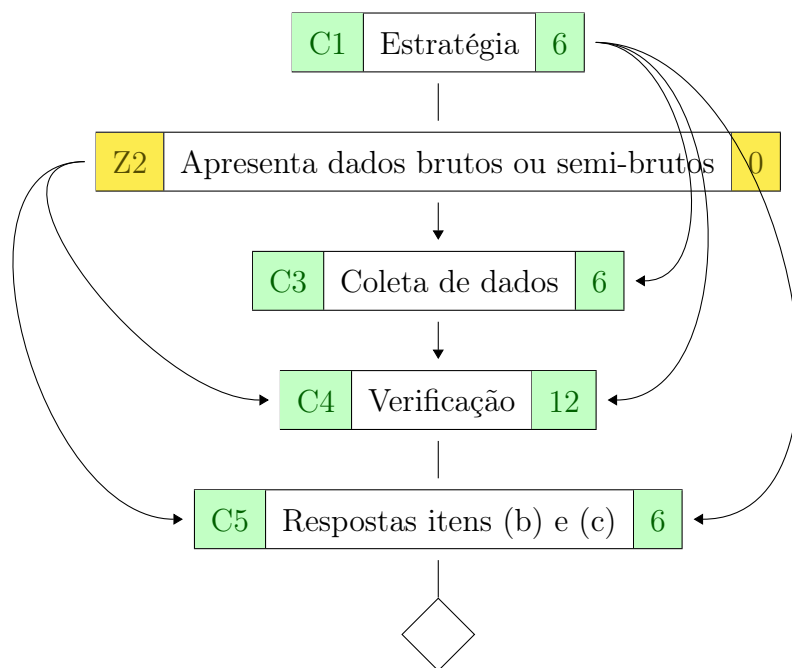 C1 Estratégia 6
Z2 Apresenta dados brutos ou semi-brutos 0
C3 Coleta de dados 6
C4 Verificação 12
C5 Respostas itens (b) e (c) 6